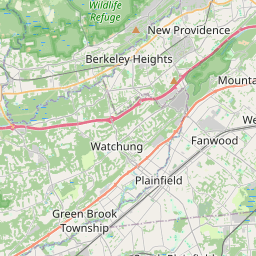 Wildlife
Refuge
New Providence
Berkeley Heights
Mounta
We
Fanwood
Watchung
Plainfield
Green Brook
Township